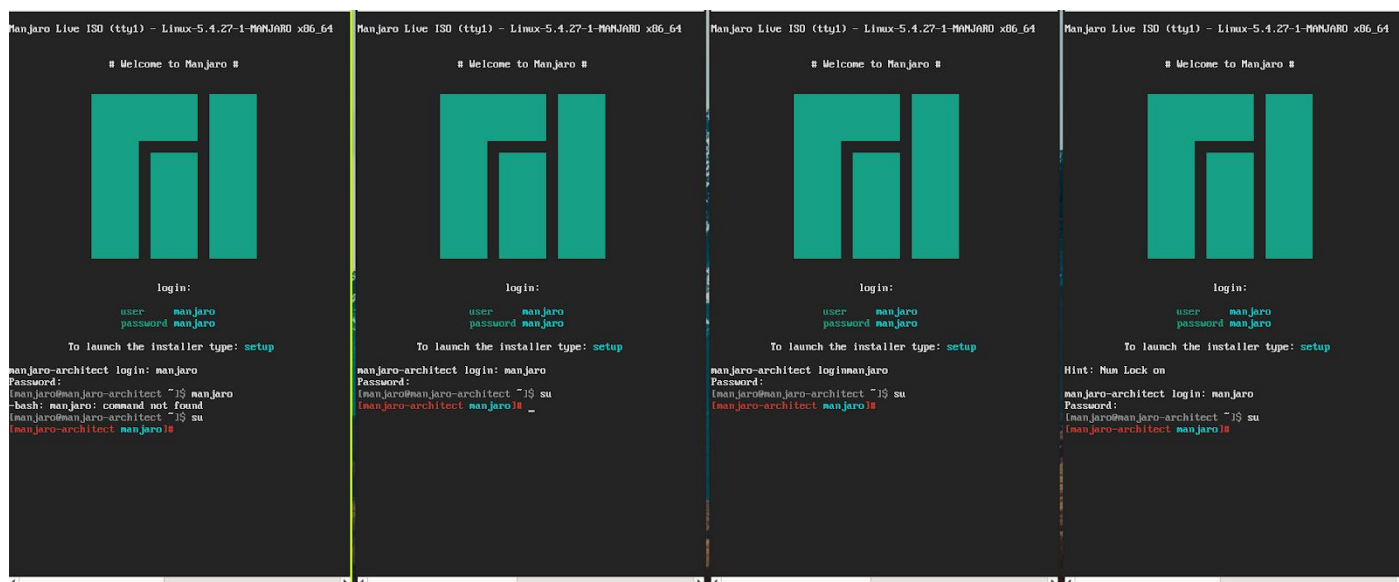 Manjaro Live ISO (tty1) - Linux-5.4.27-1-MANJARO x86_64
# Welcome to Manjaro #
login:
user manjaro
password manjaro
To launch the installer type: setup
manjaro-architect login: manjaro
Password:
[manjaro@manjaro-architect ~]$ manjaro
-bash: manjaro: command not found
[manjaro@manjaro-architect ~]$ su
[manjaro-architect manjaro]#
Manjaro Live ISO (tty1) - Linux-5.4.27-1-MANJARO x86_64
# Welcome to Manjaro #
login:
user manjaro
password manjaro
To launch the installer type: setup
manjaro-architect login: manjaro
Password:
[manjaro@manjaro-architect ~]$ su
[manjaro-architect manjaro]# _
Manjaro Live ISO (tty1) - Linux-5.4.27-1-MANJARO x86_64
# Welcome to Manjaro #
login:
user manjaro
password manjaro
To launch the installer type: setup
manjaro-architect loginmanjaro
Password:
[manjaro@manjaro-architect ~]$ su
[manjaro-architect manjaro]#
Manjaro Live ISO (tty1) - Linux-5.4.27-1-MANJARO x86_64
# Welcome to Manjaro #
login:
user manjaro
password manjaro
To launch the installer type: setup
Hint: Num Lock on
manjaro-architect login: manjaro
Password:
[manjaro@manjaro-architect ~]$ su
[manjaro-architect manjaro]#